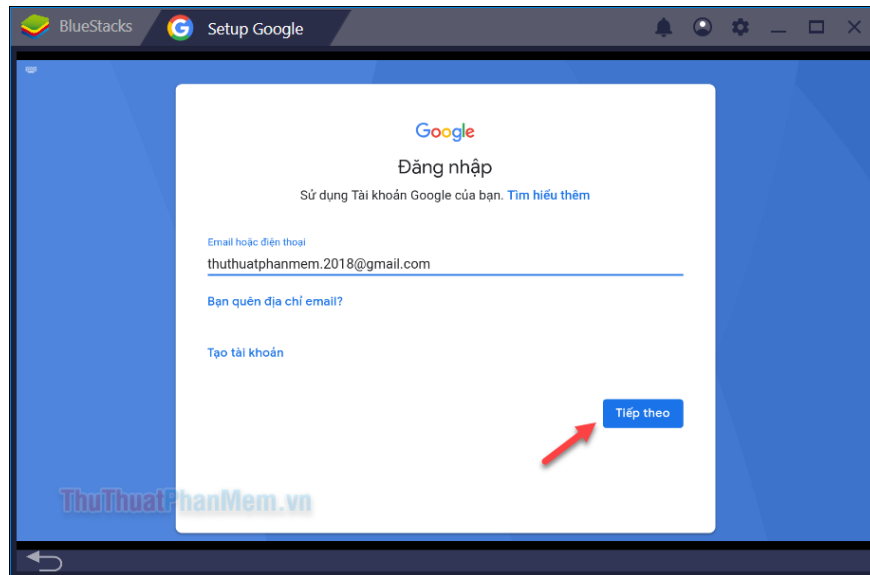 BlueStacks
Setup Google
Google
Đăng nhập
Sử dụng Tài khoản Google của bạn. Tìm hiểu thêm
Email hoặc điện thoại
thuthuatphanmem.2018@gmail.com
Bạn quên địa chỉ email?
Tạo tài khoản
Tiếp theo
ThuThuatPhanMem.vn